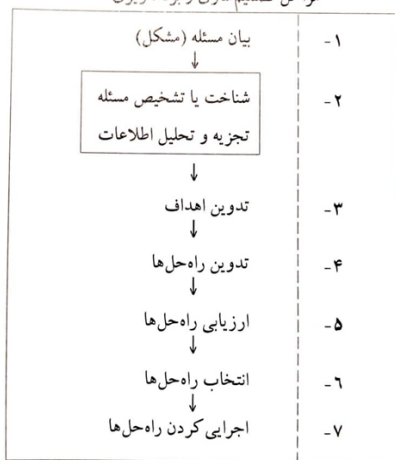 ۱- بیان مسئله (مشکل)
۲- شناخت یا تشخیص مسئله
تجزیه و تحلیل اطلاعات
۳- تدوین اهداف
۴- تدوین راه‌حل‌ها
۵- ارزیابی راه‌حل‌ها
۶- انتخاب راه‌حل‌ها
۷- اجرایی کردن راه‌حل‌ها